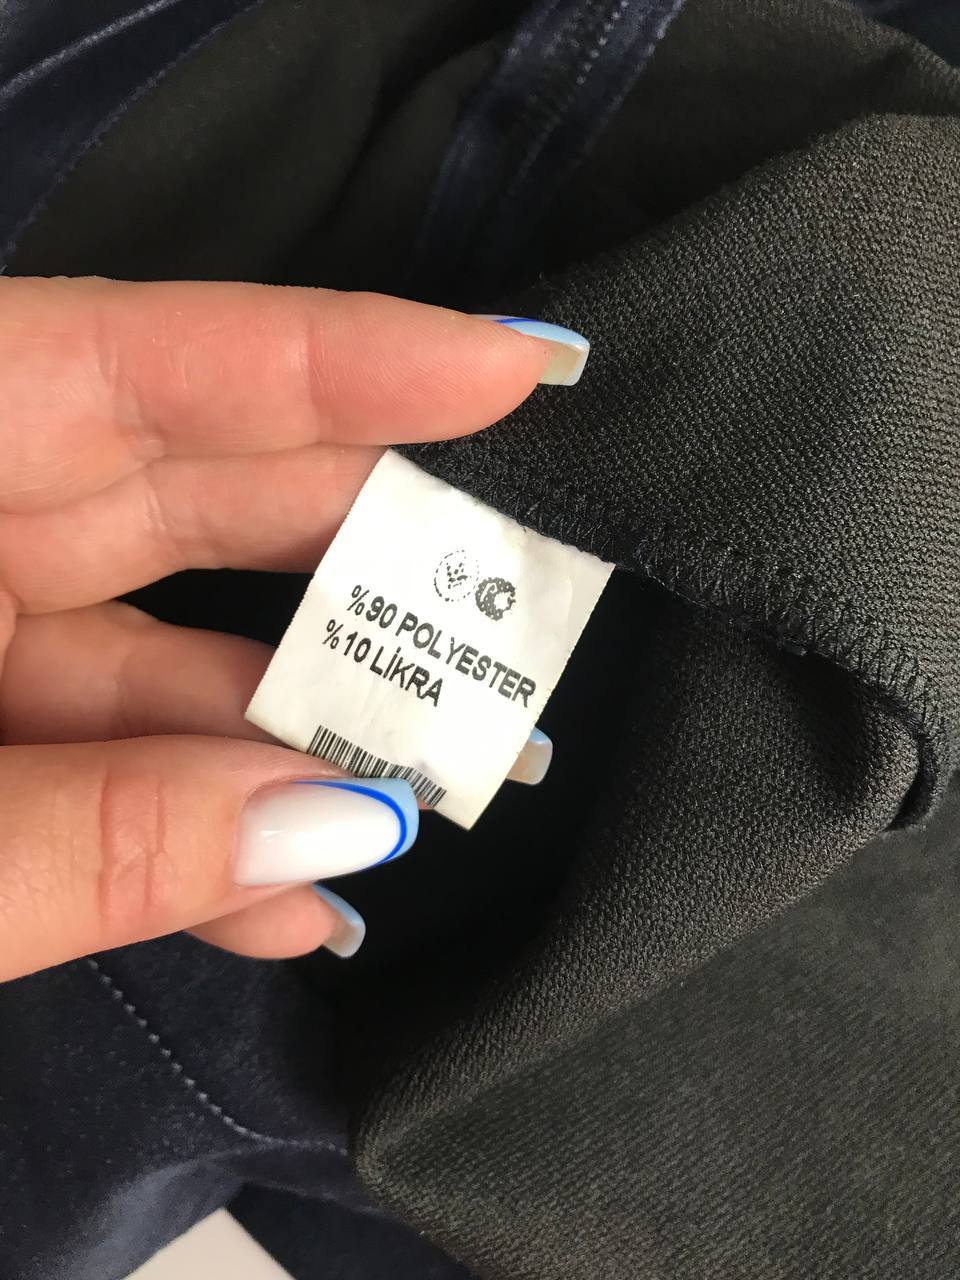 %90 POLYESTER
%10 LİKRA